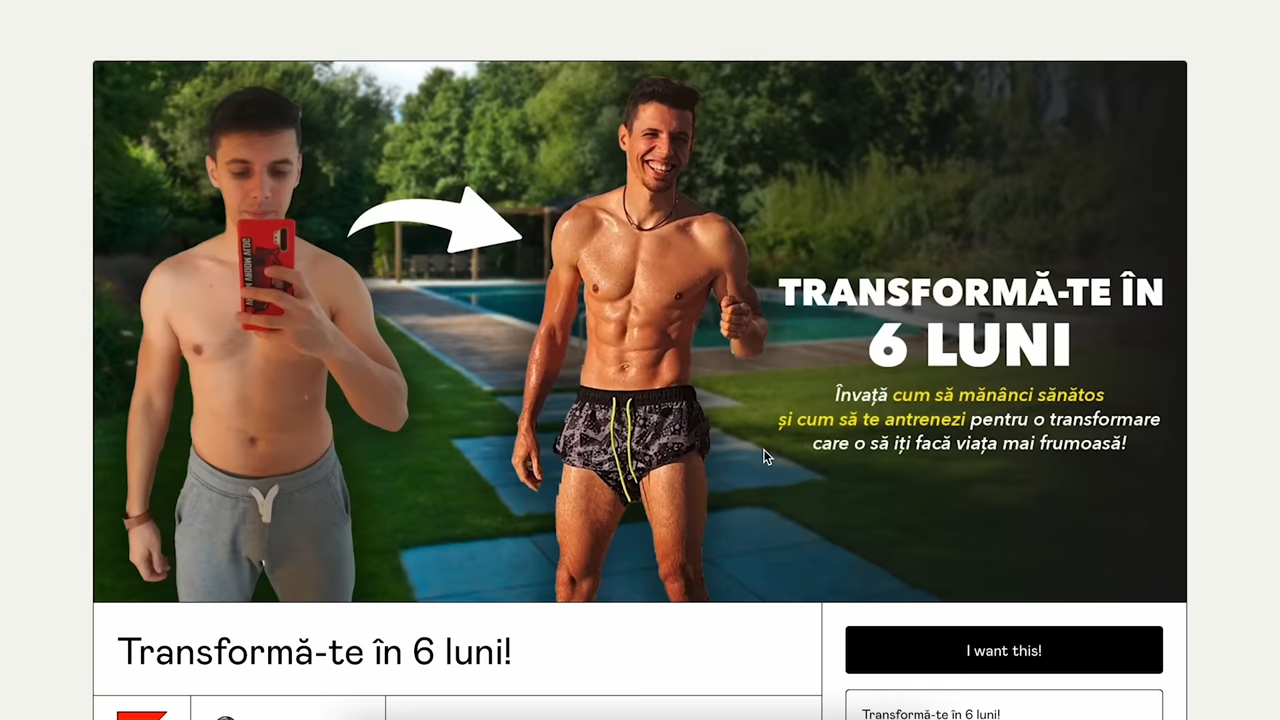 TRANSFORMĂ-TE ÎN
6 LUNI
Învață cum să mănânci sănătos
și cum să te antrenezi pentru o transformare
care o să iți facă viața mai frumoasă!
Transformă-te în 6 luni!
I want this!
Transformă-te în 6 luni!